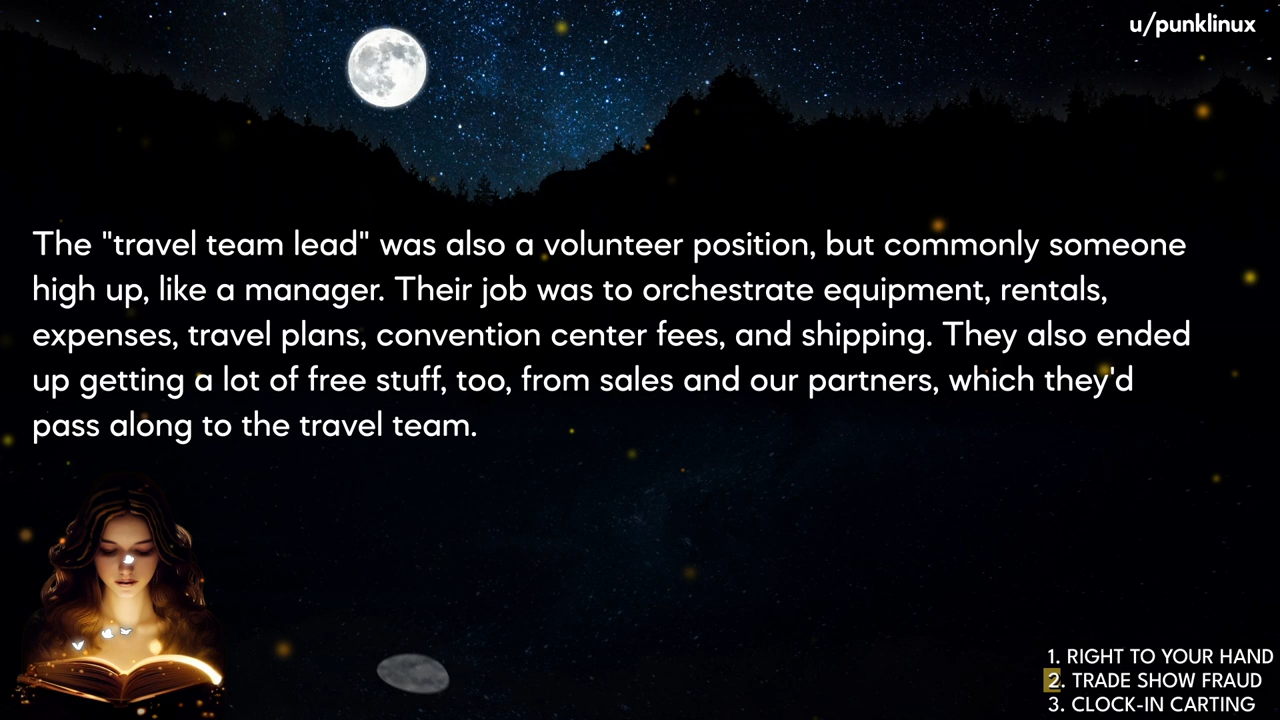 u/punklinux
The "travel team lead" was also a volunteer position, but commonly someone
high up, like a manager. Their job was to orchestrate equipment, rentals,
expenses, travel plans, convention center fees, and shipping. They also ended
up getting a lot of free stuff, too, from sales and our partners, which they'd
pass along to the travel team.
1. RIGHT TO YOUR HAND
2. TRADE SHOW FRAUD
3. CLOCK-IN CARTING